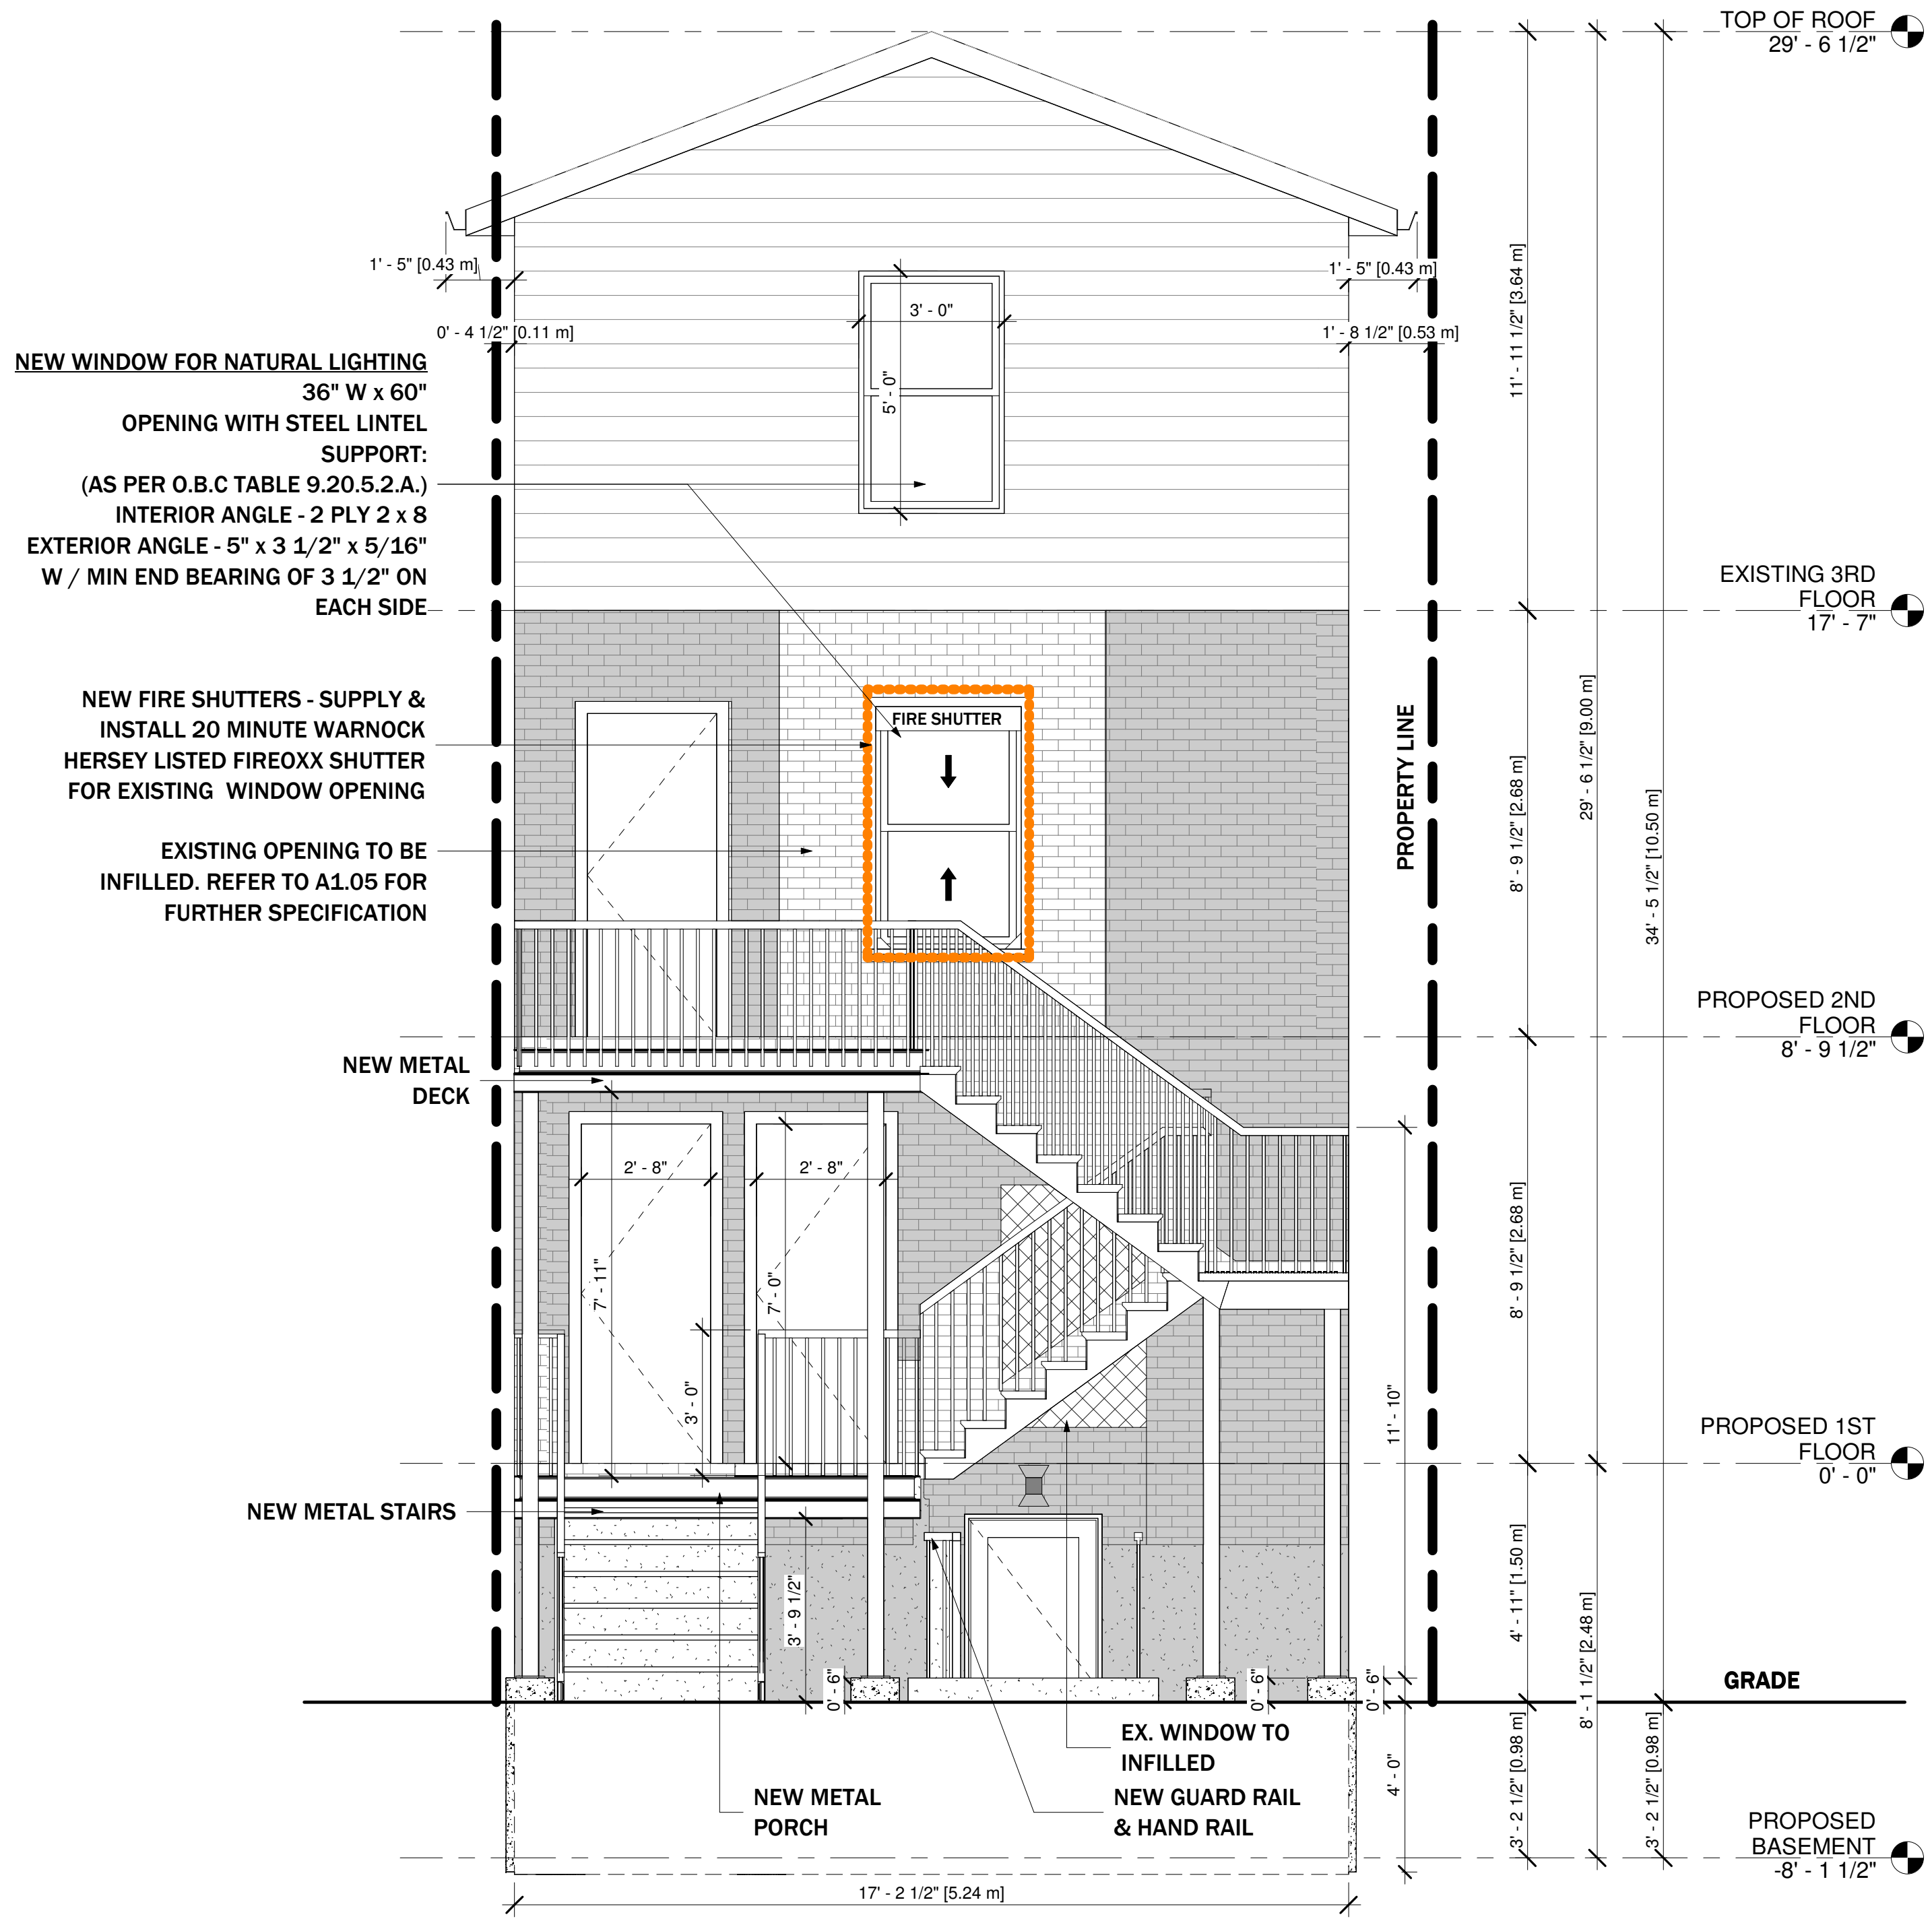 TOP OF ROOF
29' - 6 1/2"
1' - 5" [0.43 m]
1' - 5" [0.43 m]
3' - 0"
5' - 0"
0' - 4 1/2" [0.11 m]
1' - 8 1/2" [0.53 m]
11' - 11 1/2" [3.64 m]
NEW WINDOW FOR NATURAL LIGHTING
36" W x 60"
OPENING WITH STEEL LINTEL
SUPPORT:
(AS PER O.B.C TABLE 9.20.5.2.A.)
INTERIOR ANGLE - 2 PLY 2 x 8
EXTERIOR ANGLE - 5" x 3 1/2" x 5/16"
W / MIN END BEARING OF 3 1/2" ON
EACH SIDE
EXISTING 3RD
FLOOR
17' - 7"
NEW FIRE SHUTTERS - SUPPLY &
INSTALL 20 MINUTE WARNOCK
HERSEY LISTED FIREOXX SHUTTER
FOR EXISTING WINDOW OPENING
FIRE SHUTTER
PROPERTY LINE
8' - 9 1/2" [2.68 m]
29' - 6 1/2" [9.00 m]
34' - 5 1/2" [10.50 m]
EXISTING OPENING TO BE
INFILLED. REFER TO A1.05 FOR
FURTHER SPECIFICATION
PROPOSED 2ND
FLOOR
8' - 9 1/2"
NEW METAL
DECK
2' - 8"
2' - 8"
7' - 11"
7' - 0"
3' - 0"
8' - 9 1/2" [2.68 m]
11' - 10"
PROPOSED 1ST
FLOOR
0' - 0"
NEW METAL STAIRS
3' - 9 1/2"
4' - 11" [1.50 m]
8' - 1 1/2" [2.48 m]
0' - 6"
0' - 6"
0' - 6"
GRADE
EX. WINDOW TO
INFILLED
NEW METAL
PORCH
NEW GUARD RAIL
& HAND RAIL
4' - 0"
3' - 2 1/2" [0.98 m]
3' - 2 1/2" [0.98 m]
PROPOSED
BASEMENT
-8' - 1 1/2"
17' - 2 1/2" [5.24 m]